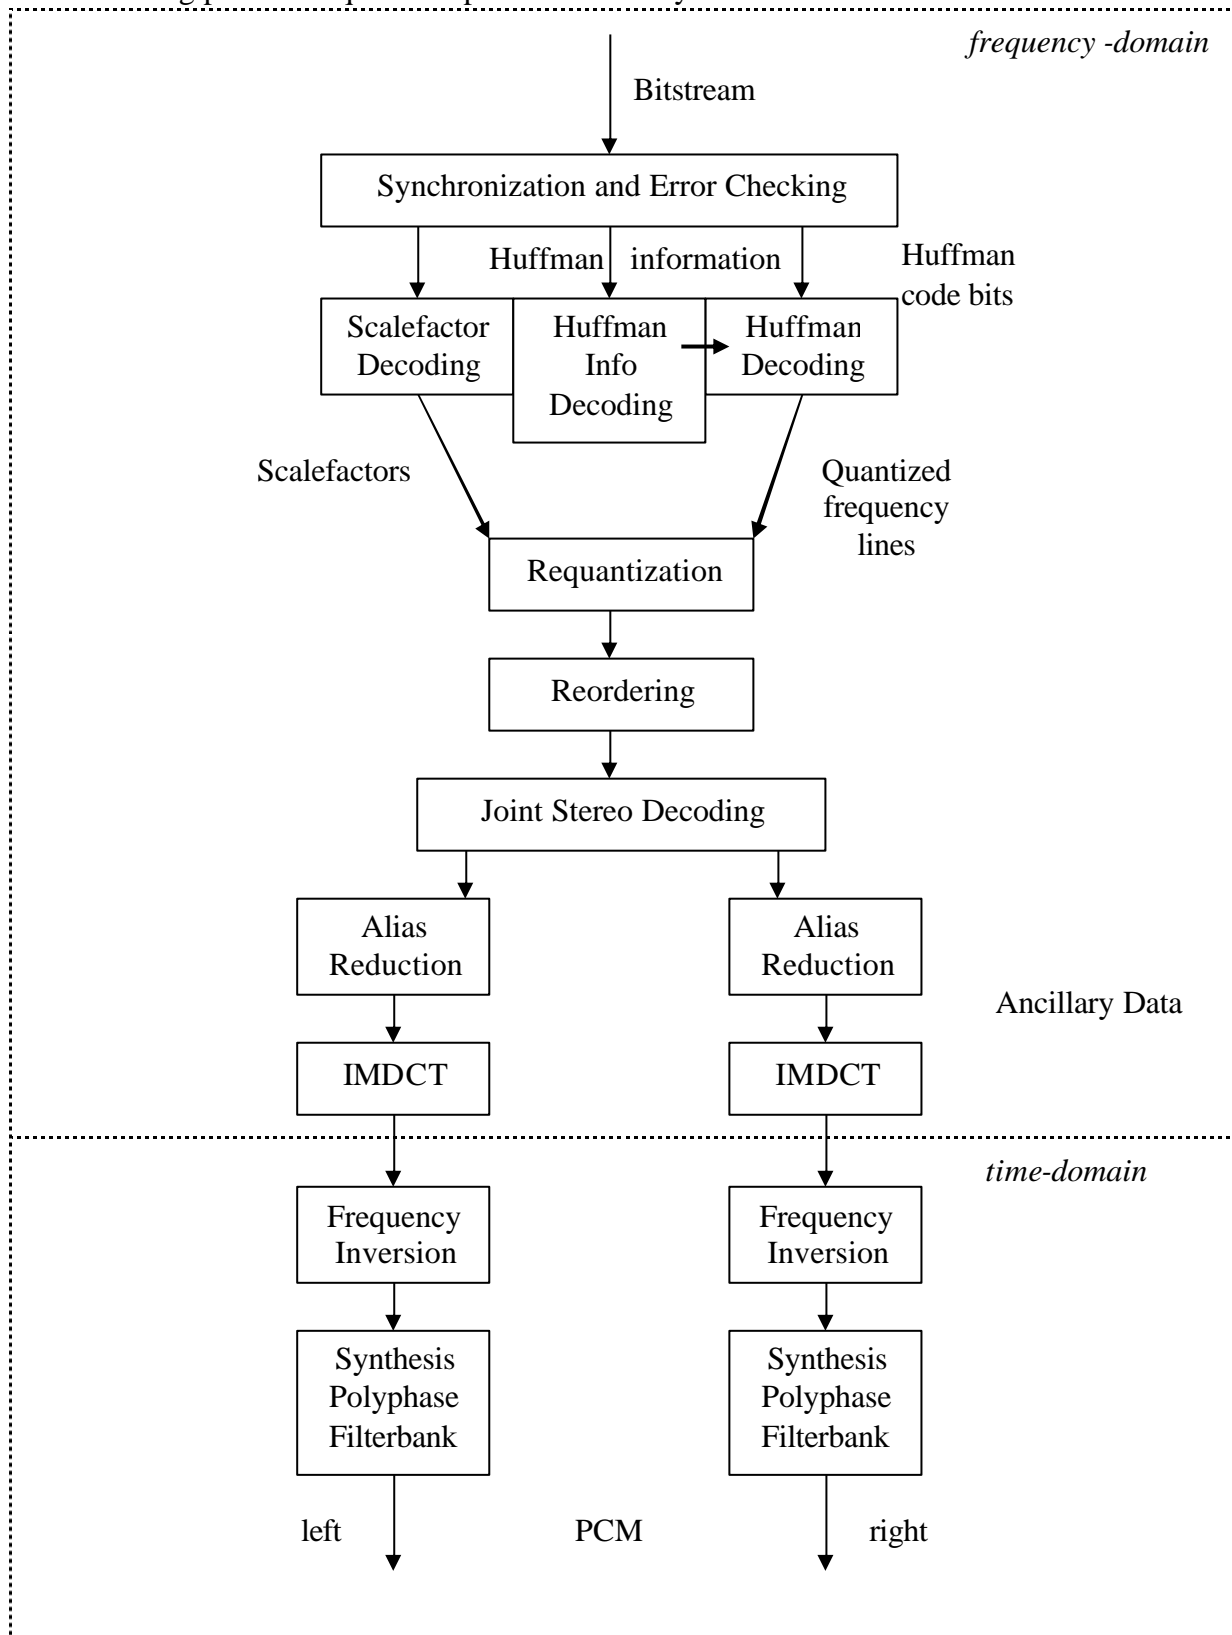 frequency -domain
Bitstream
Synchronization and Error Checking
Huffman information
Huffman
code bits
Scalefactor
Decoding
Huffman
Info
Decoding
Huffman
Decoding
Scalefactors
Quantized
frequency
lines
Requantization
Reordering
Joint Stereo Decoding
Alias
Reduction
Alias
Reduction
Ancillary Data
IMDCT
IMDCT
time-domain
Frequency
Inversion
Frequency
Inversion
Synthesis
Polyphase
Filterbank
Synthesis
Polyphase
Filterbank
left
PCM
right